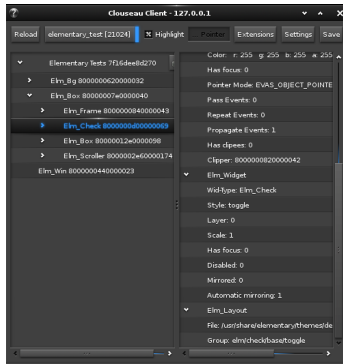 Clouseau Client - 127.0.0.1
Reload
elementary_test [21024]
Highlight
Pointer
Extensions
Settings
Save
Elementary Tests 7f16dee8d270
Elm_Bg 8000000620000032
Elm_Box 80000007e0000040
Elm_Frame 8000000840000043
Elm_Check 8000000d00000069
Elm_Box 80000012e0000098
Elm_Scroller 8000002e60000174
Elm_Win 8000000440000023
Color: r: 255 g: 255 b: 255 a: 255
Has focus: 0
Pointer Mode: EVAS_OBJECT_POINTE
Pass Events: 0
Repeat Events: 0
Propagate Events: 1
Has clipees: 0
Clipper: 8000000820000042
Elm_Widget
Wid-Type: Elm_Check
Style: toggle
Layer: 0
Scale: 1
Has focus: 0
Disabled: 0
Mirrored: 0
Automatic mirroring: 1
Elm_Layout
File: /usr/share/elementary/themes/de
Group: elm/check/base/toggle